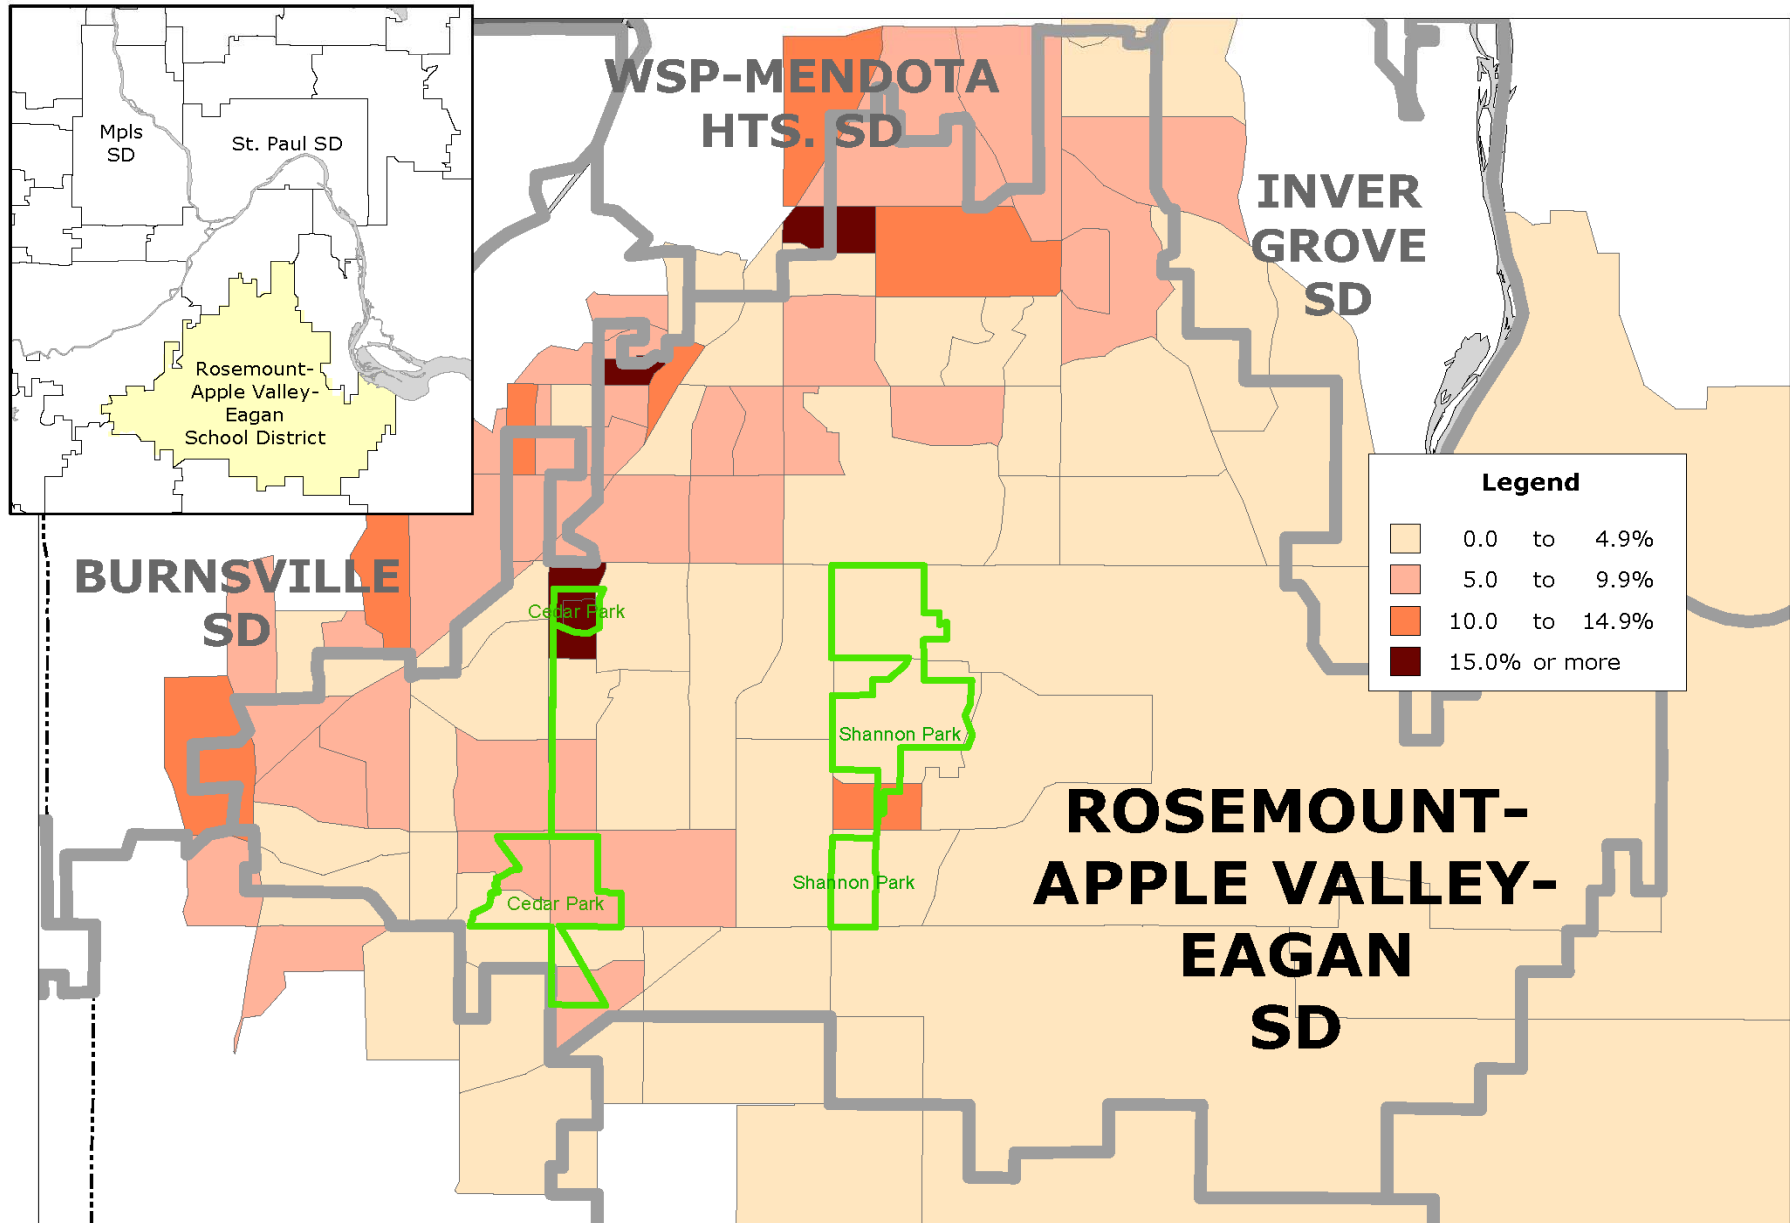 Mpls
SD
St. Paul SD
Rosemount-
Apple Valley-
Eagan
School District
WSP-MENDOTA
HTS. SD
INVER
GROVE
SD
BURNSVILLE
SD
Legend
0.0 to 4.9%
5.0 to 9.9%
10.0 to 14.9%
15.0% or more
Cedar Park
Shannon Park
Shannon Park
Cedar Park
ROSEMOUNT-
APPLE VALLEY-
EAGAN
SD